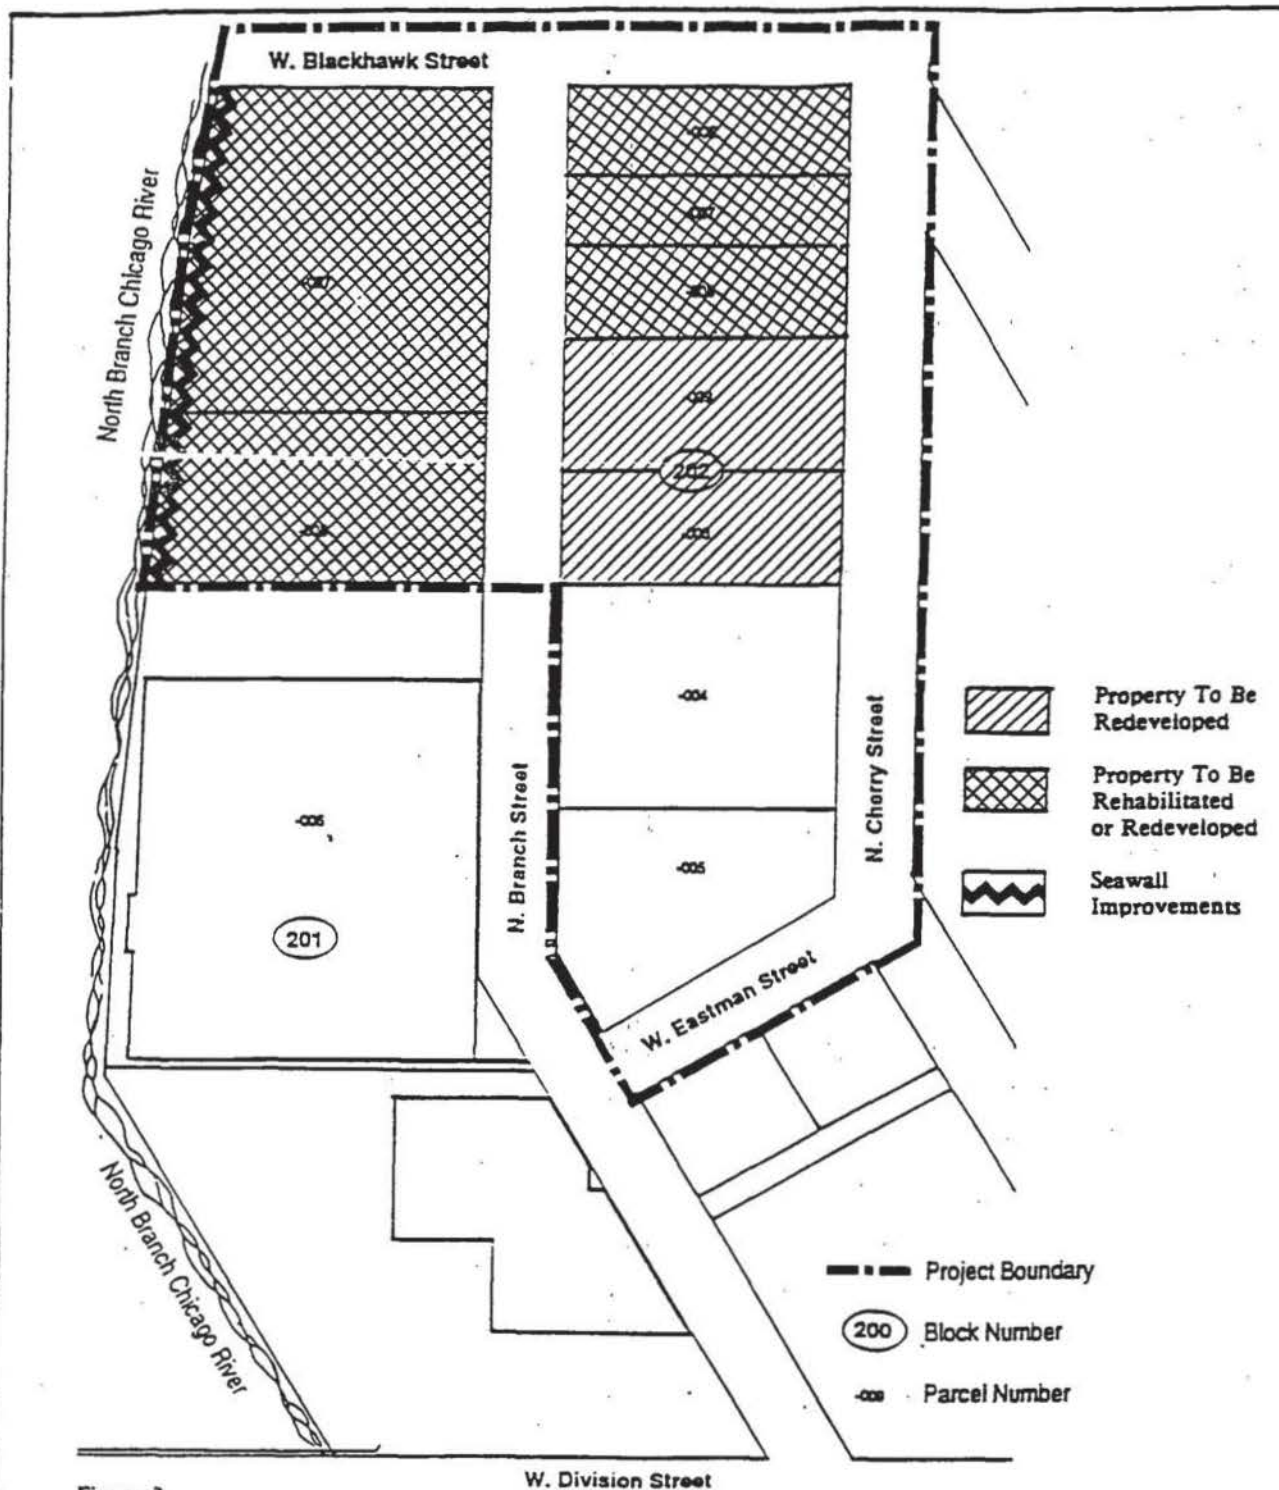 W. Blackhawk Street
North Branch Chicago River
202
-004
-005
N. Branch Street
N. Cherry Street
201
W. Eastman Street
Property To Be
Redeveloped
Property To Be
Rehabilitated
or Redeveloped
Seawall
Improvements
North Branch Chicago River
Project Boundary
200 Block Number
Parcel Number
W. Division Street